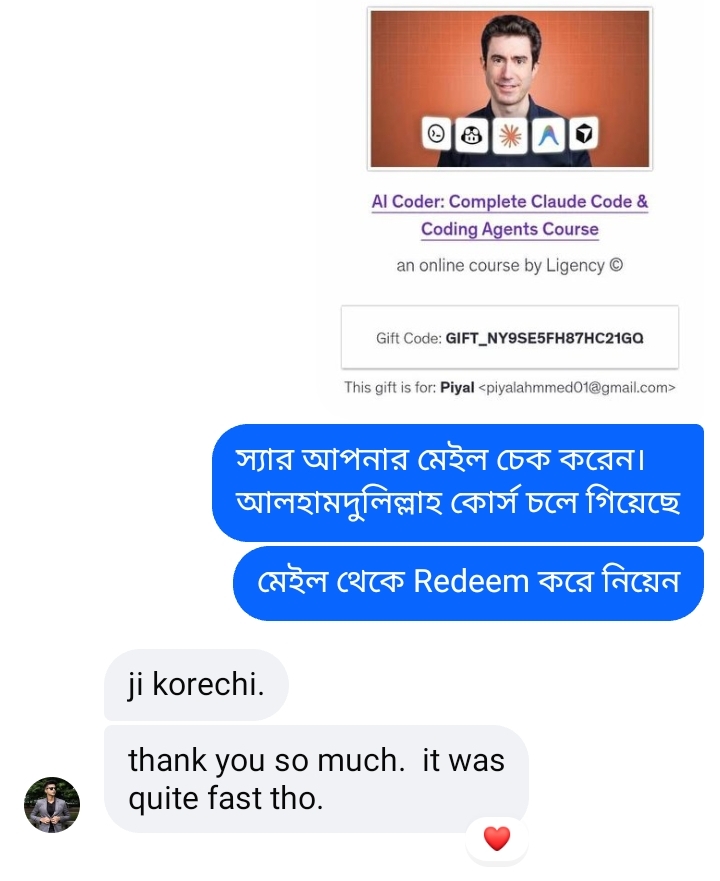 AI Coder: Complete Claude Code &
Coding Agents Course
an online course by Ligency ©
Gift Code: GIFT_NY9SE5FH87HC21GQ
This gift is for: Piyal <piyalahmmed01@gmail.com>
স্যার আপনার মেইল চেক করেন।
আলহামদুলিল্লাহ কোর্স চলে গিয়েছে
মেইল থেকে Redeem করে নিয়েন
ji korechi.
thank you so much.  it was
quite fast tho.